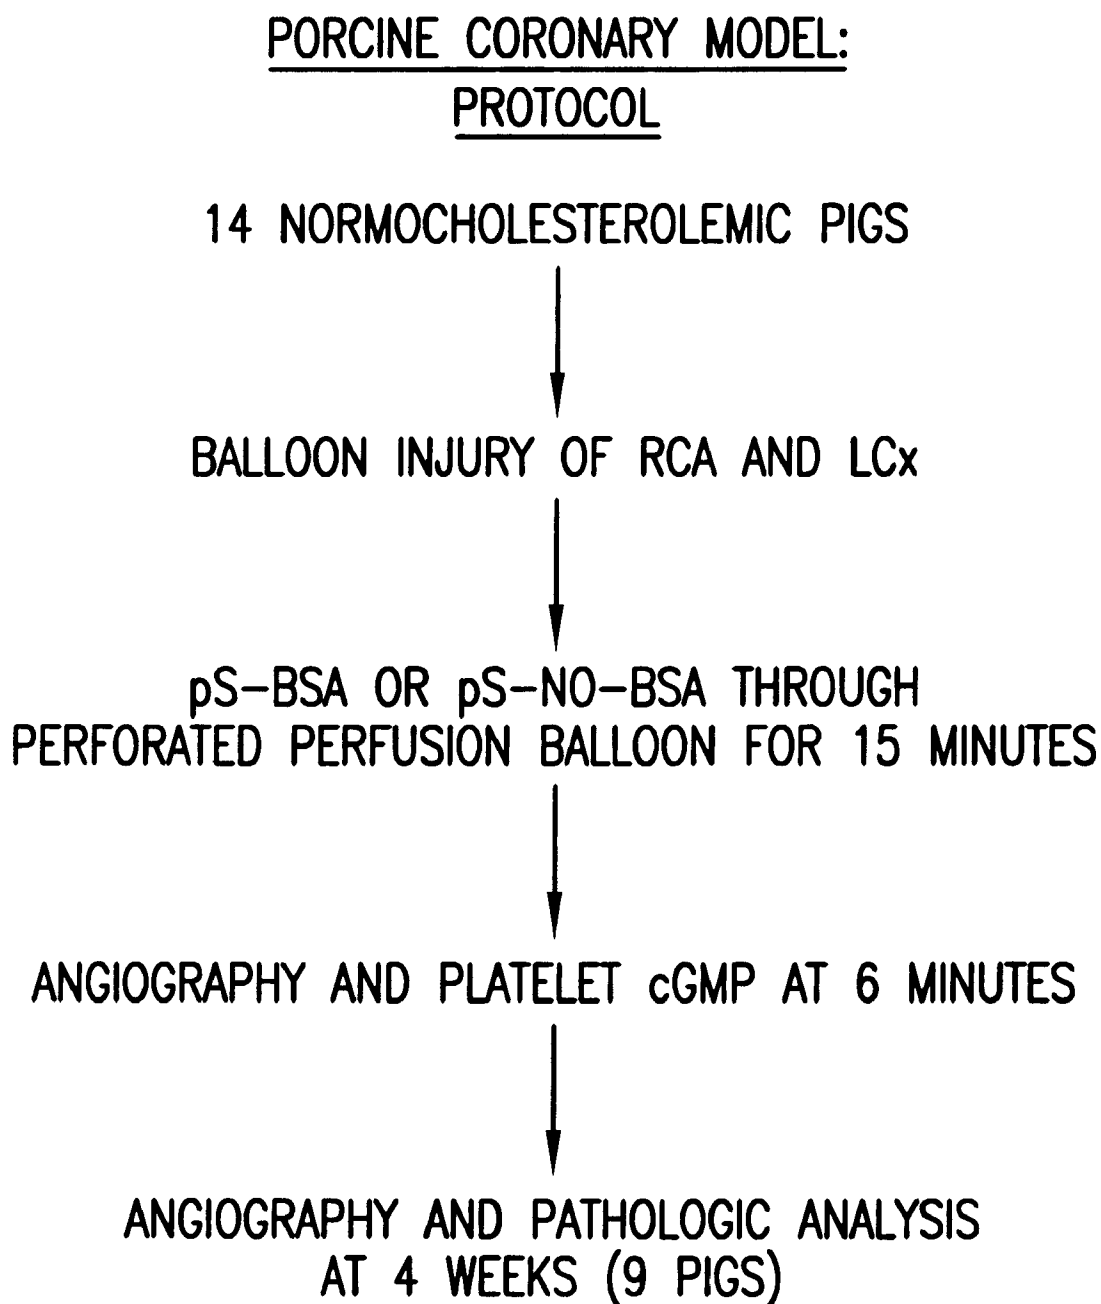 PORCINE CORONARY MODEL:
PROTOCOL
14 NORMOCHOLESTEROLEMIC PIGS
BALLOON INJURY OF RCA AND LCx
pS-BSA OR pS-NO-BSA THROUGH
PERFORATED PERFUSION BALLOON FOR 15 MINUTES
ANGIOGRAPHY AND PLATELET cGMP AT 6 MINUTES
ANGIOGRAPHY AND PATHOLOGIC ANALYSIS
AT 4 WEEKS (9 PIGS)